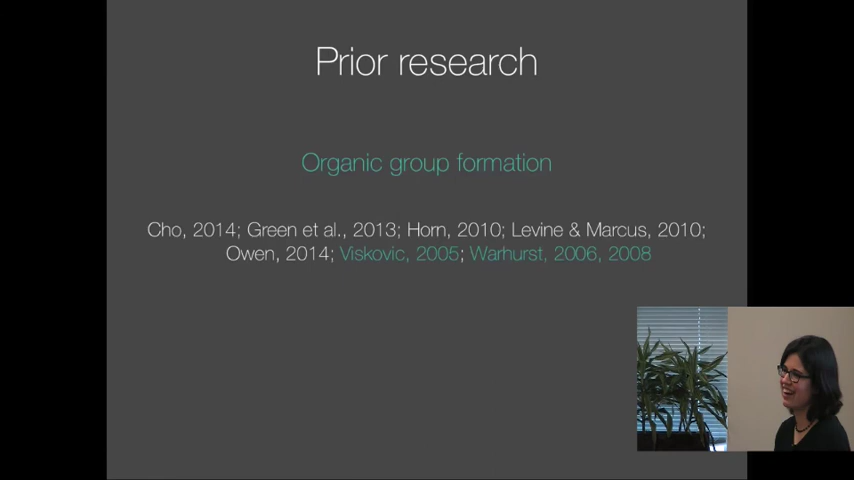 Prior research
Organic group formation
Cho, 2014; Green et al., 2013; Horn, 2010; Levine & Marcus, 2010;
Owen, 2014; Viskovic, 2005; Warhurst, 2006, 2008